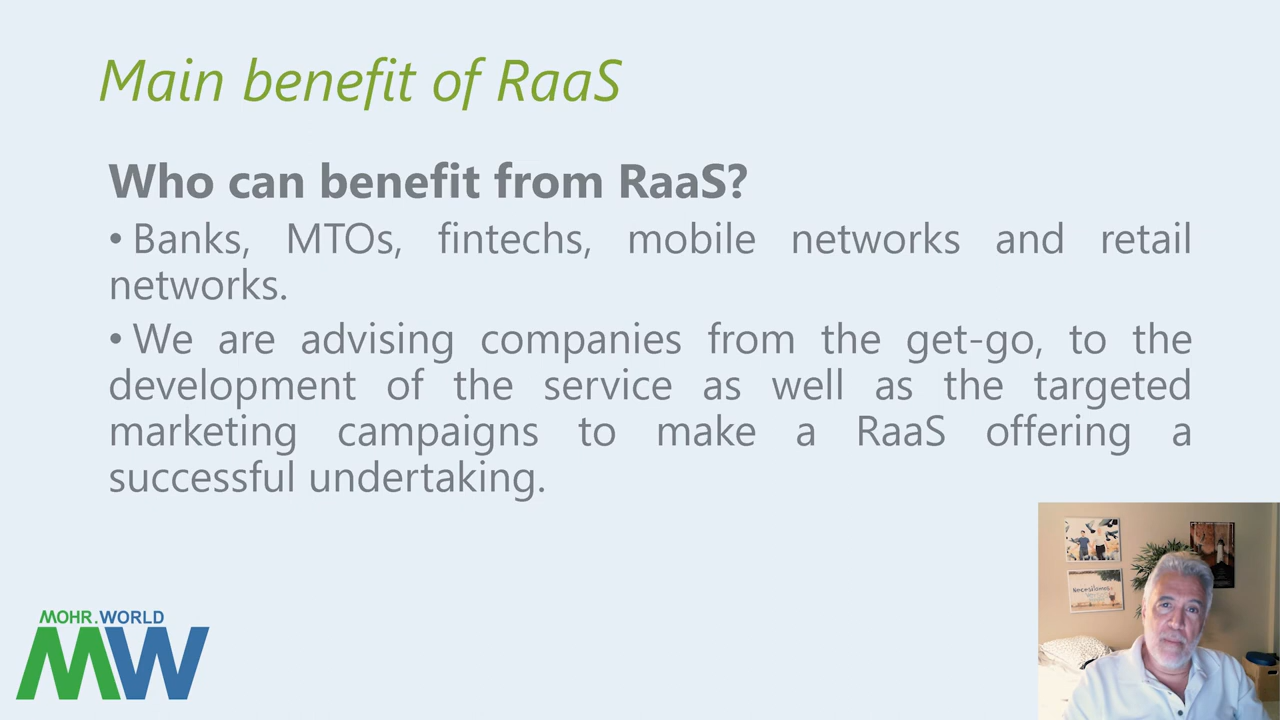 Main benefit of RaaS
Who can benefit from RaaS?
• Banks, MTOs, fintechs, mobile networks and retail
networks.
• We are advising companies from the get-go, to the
development of the service as well as the targeted
marketing campaigns to make a RaaS offering a
successful undertaking.
MOHR.WORLD
MW